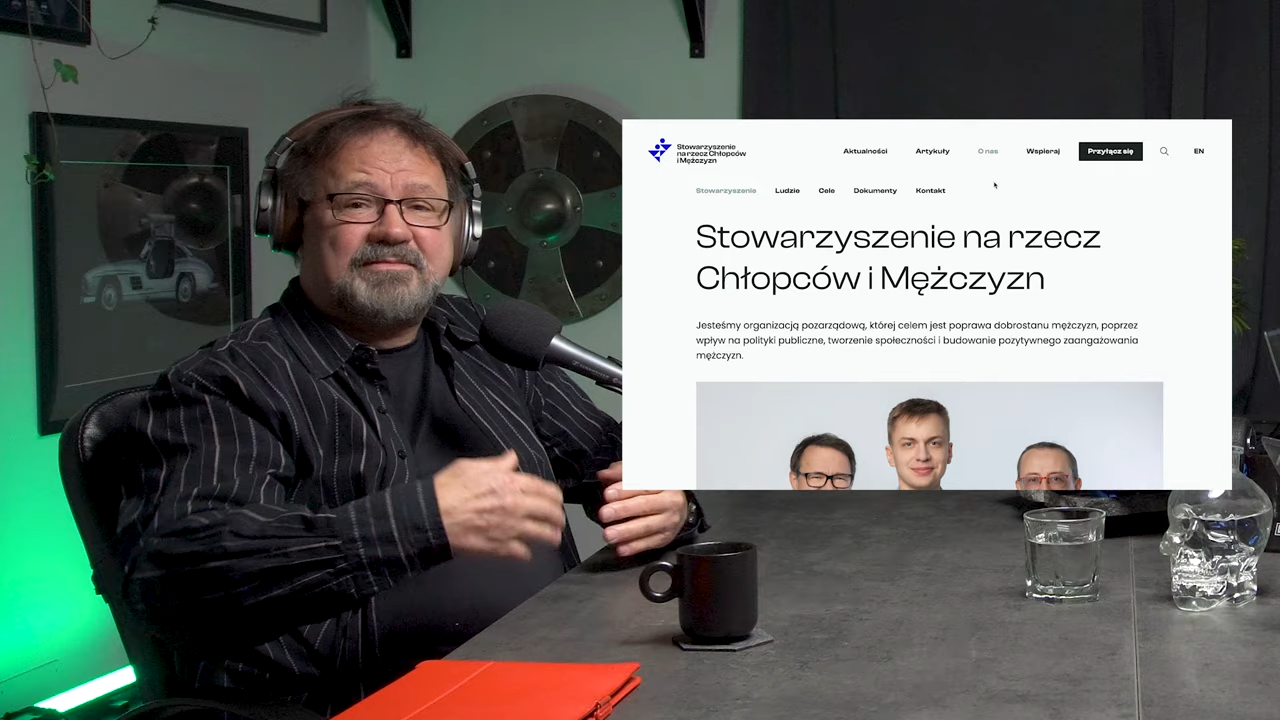 Stowarzyszenie
na rzecz Chłopców
i Mężczyzn
Aktualności Artykuły O nas Wspieraj Przyłącz się EN
Stowarzyszenie Ludzie Cele Dokumenty Kontakt
Stowarzyszenie na rzecz
Chłopców i Mężczyzn
Jesteśmy organizacją pozarządową, której celem jest poprawa dobrostanu mężczyzn, poprzez
wpływ na polityki publiczne, tworzenie społeczności i budowanie pozytywnego zaangażowania
mężczyzn.